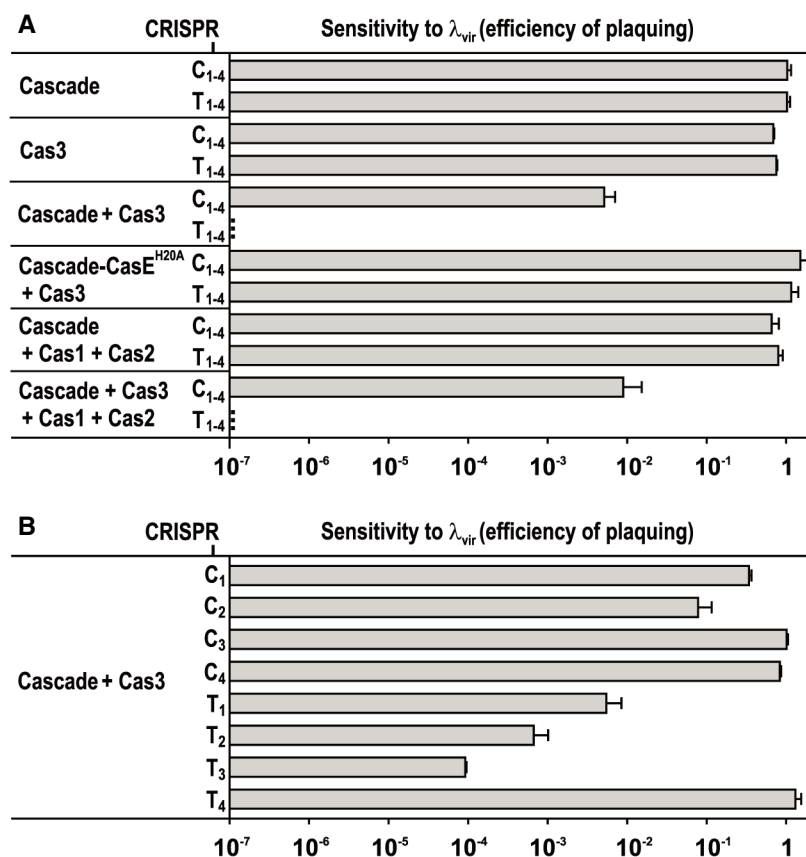 A
CRISPR Sensitivity to λvir (efficiency of plaquing)
Cascade
C1-4
T1-4
Cas3
C1-4
T1-4
Cascade + Cas3
C1-4
T1-4
Cascade-CasEH20A
+ Cas3
C1-4
T1-4
Cascade
+ Cas1 + Cas2
C1-4
T1-4
Cascade + Cas3
+ Cas1 + Cas2
C1-4
T1-4
10-7 10-6 10-5 10-4 10-3 10-2 10-1 1
B
CRISPR Sensitivity to λvir (efficiency of plaquing)
Cascade + Cas3
C1
C2
C3
C4
T1
T2
T3
T4
10-7 10-6 10-5 10-4 10-3 10-2 10-1 1